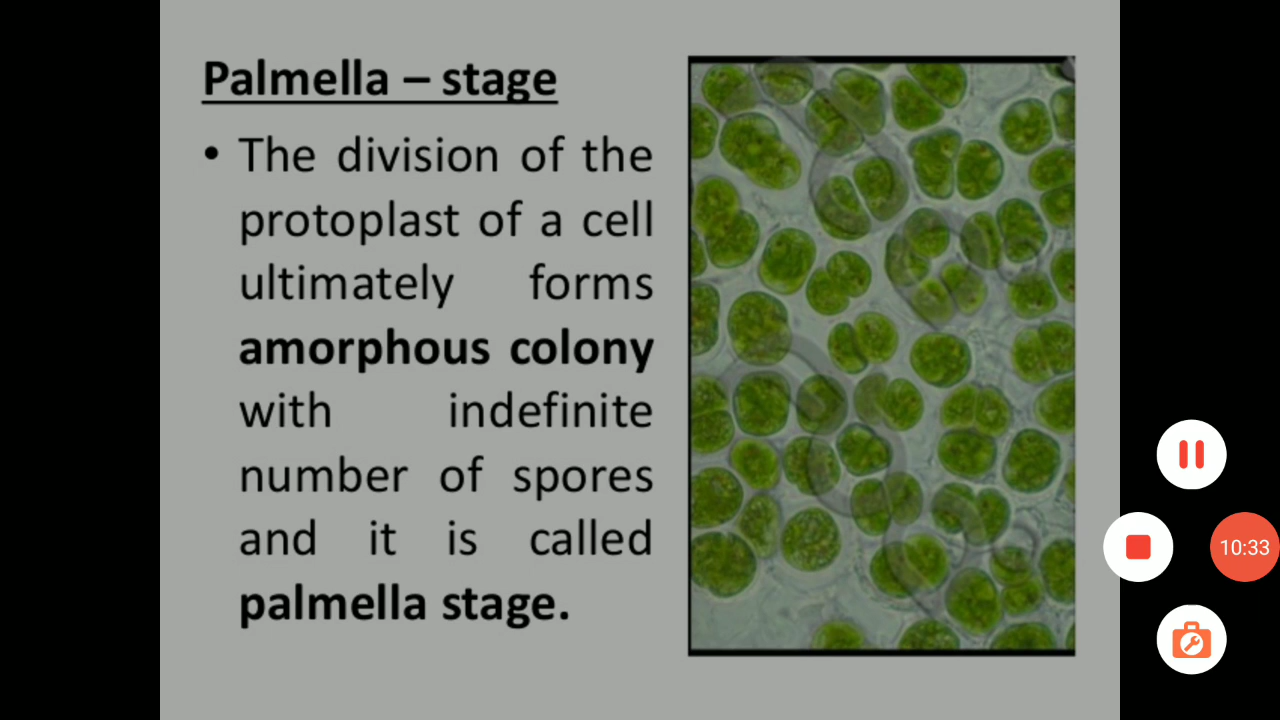 Palmella – stage
• The division of the
protoplast of a cell
ultimately forms
amorphous colony
with indefinite
number of spores
and it is called
palmella stage.
10:33